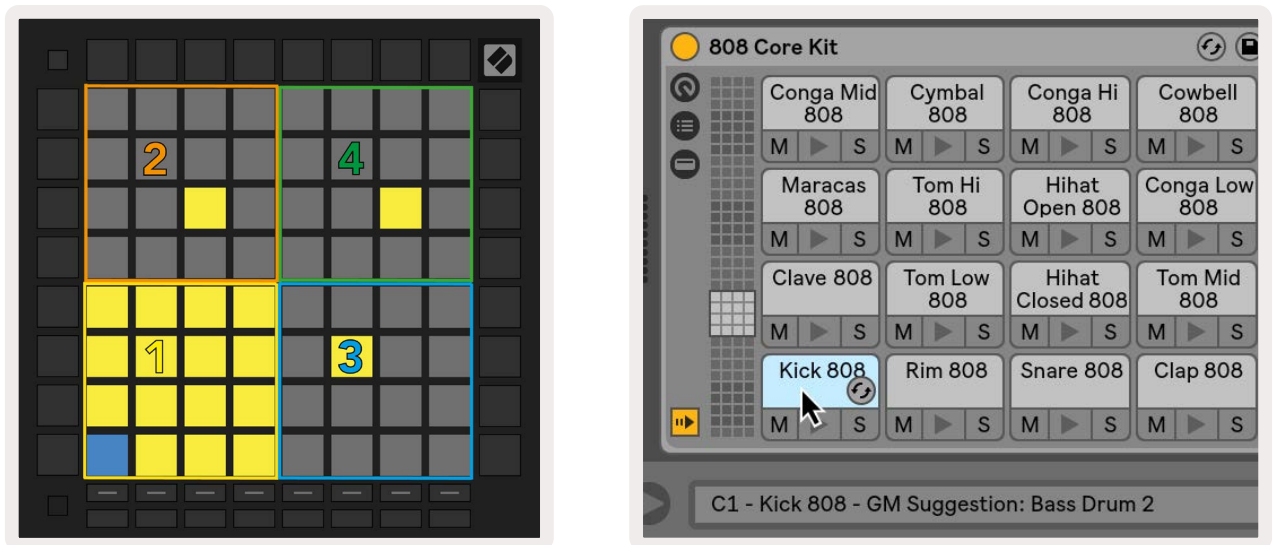 2
4
1
3
808 Core Kit
Conga Mid
808
Cymbal
808
Conga Hi
808
Cowbell
808
M S M S M S M S
Maracas
808
Tom Hi
808
Hihat
Open 808
Conga Low
808
M S M S M S M S
Clave 808
Tom Low
808
Hihat
Closed 808
Tom Mid
808
M S M S M S M S
Kick 808
Rim 808
Snare 808
Clap 808
M S M S M S M S
C1 - Kick 808 - GM Suggestion: Bass Drum 2